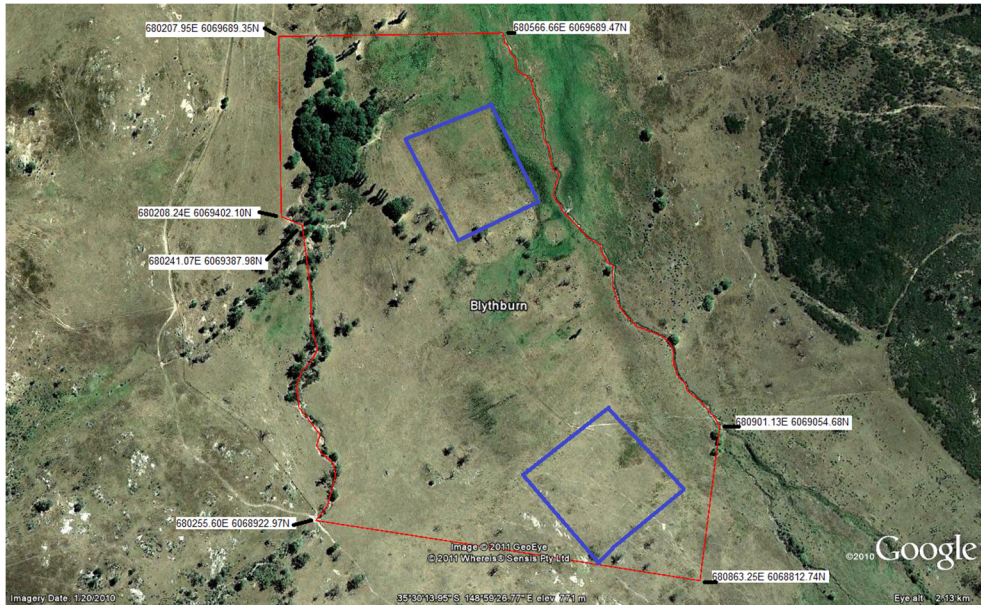 680207.95E 6069689.35N
680566.66E 6069689.47N
680208.24E 6069402.10N
680241.07E 6069387.98N
Blythburn
680901.13E 6069054.68N
680255.60E 6068922.97N
Image © 2011 GeoEye
© 2011 Whereis® Sensis Pty Ltd
©2010 Google
680863.25E 6068812.74N
Imagery Date 1/20/2010
35°30'13.95" S 148°59'26.77" E elev 771 m
Eye alt 2.13 km